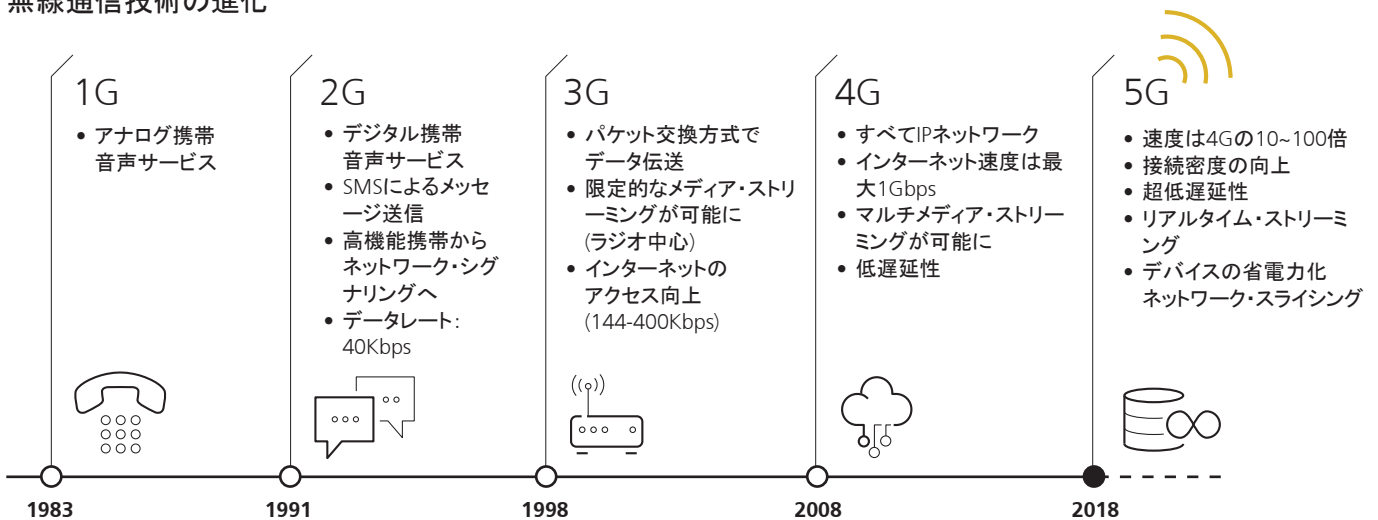 無線通信技術の進化
1G
• アナログ携帯
音声サービス
2G
• デジタル携帯
音声サービス
• SMSによるメッセ
ージ送信
• 高機能携帯から
ネットワーク・シグ
ナリングへ
• データレート：
40Kbps
3G
• パケット交換方式で
データ伝送
• 限定的なメディア・ストリ
ーミングが可能に
(ラジオ中心)
• インターネットの
アクセス向上
(144-400Kbps)
4G
• すべてIPネットワーク
• インターネット速度は最
大1Gbps
• マルチメディア・ストリー
ミングが可能に
• 低遅延性
5G
• 速度は4Gの10~100倍
• 接続密度の向上
• 超低遅延性
• リアルタイム・ストリーミ
ング
• デバイスの省電力化
ネットワーク・スライシング
1983
1991
1998
2008
2018